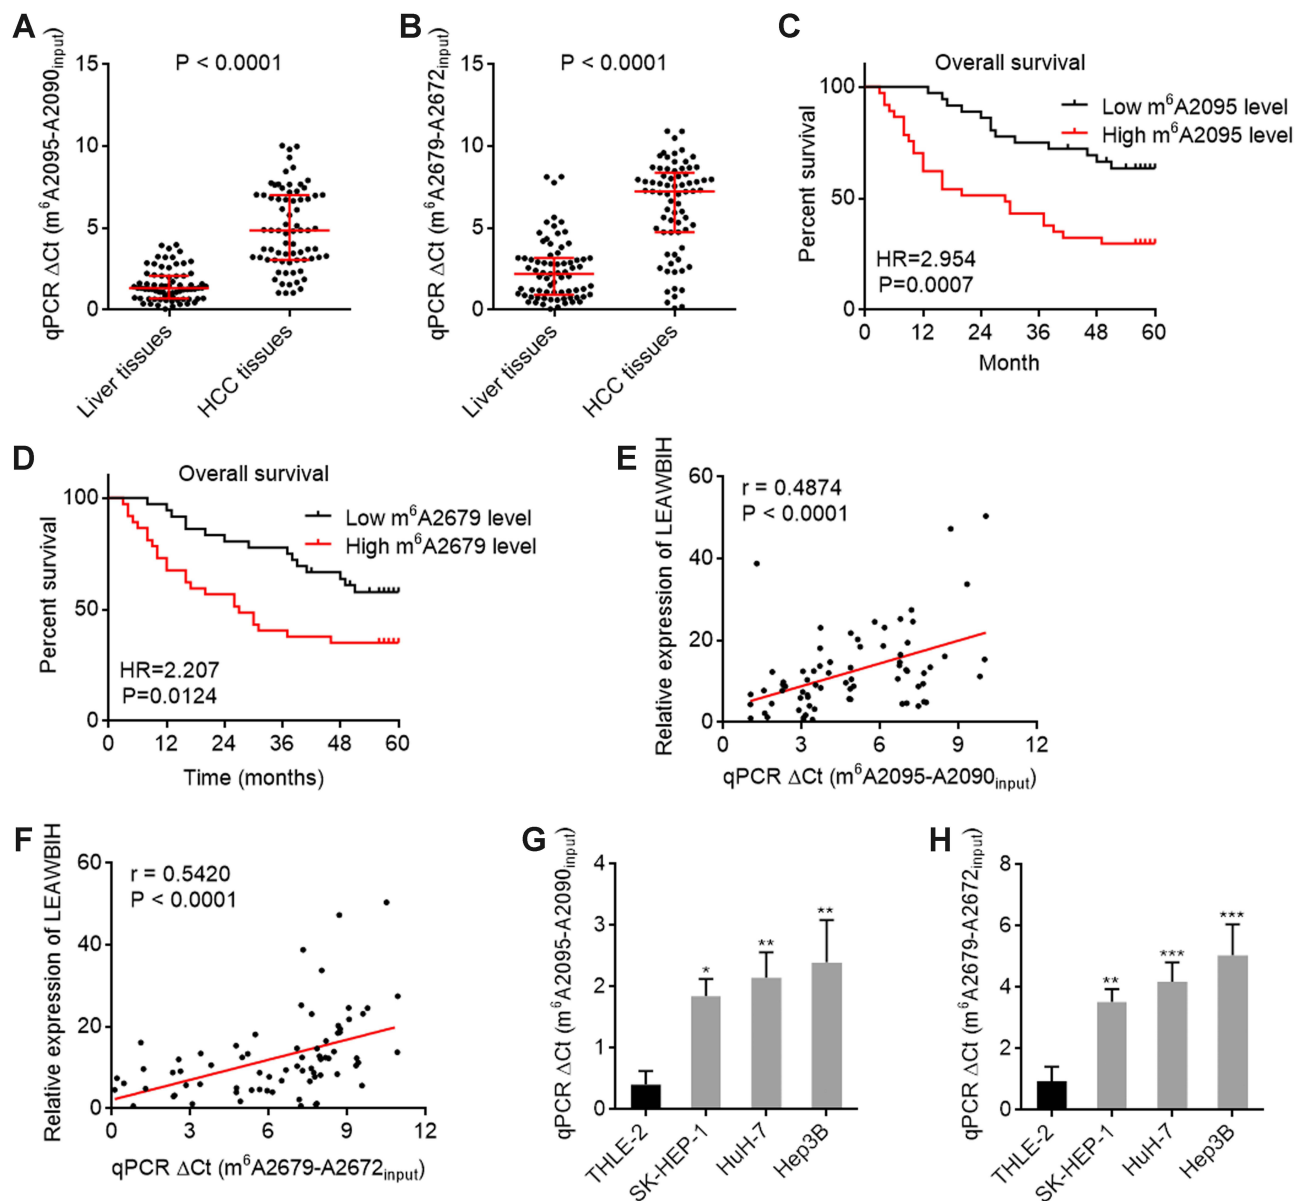 A
qPCR ΔCt (m⁶A2095-A2090input)
P < 0.0001
15
10
5
0
Liver tissues
HCC tissues
B
qPCR ΔCt (m⁶A2679-A2672input)
P < 0.0001
15
10
5
0
Liver tissues
HCC tissues
C
Overall survival
Percent survival
100
50
0
Low m⁶A2095 level
High m⁶A2095 level
HR=2.954
P=0.0007
0 12 24 36 48 60
Month
D
Overall survival
Percent survival
100
50
0
Low m⁶A2679 level
High m⁶A2679 level
HR=2.207
P=0.0124
0 12 24 36 48 60
Time (months)
E
Relative expression of LEAWBIH
60
40
20
0
r = 0.4874
P < 0.0001
0 3 6 9 12
qPCR ΔCt (m⁶A2095-A2090input)
F
Relative expression of LEAWBIH
60
40
20
0
r = 0.5420
P < 0.0001
0 3 6 9 12
qPCR ΔCt (m⁶A2679-A2672input)
G
qPCR ΔCt (m⁶A2095-A2090input)
4
3
2
1
0
*
**
**
THLE-2
SK-HEP-1
HuH-7
Hep3B
H
qPCR ΔCt (m⁶A2679-A2672input)
8
6
4
2
0
**
***
***
THLE-2
SK-HEP-1
HuH-7
Hep3B